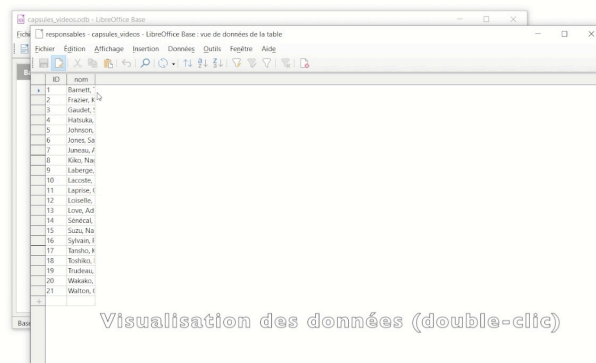 capsules_videos.odb - LibreOffice Base
responsables - capsules_videos - LibreOffice Base : vue de données de la table
Fichier Édition Affichage Insertion Données Outils Fenêtre Aide
ID nom
1 Barnett,
2 Frazier,
3 Gaudet,
4 Hatsuka,
5 Johnson,
6 Jones, Sa
7 Juneau,
8 Kiko, Na
9 Laberge,
10 Lacoste,
11 Laprise,
12 Loiselle,
13 Love, Ad
14 Sénécal,
15 Suzu, Na
16 Sylvain,
17 Tansho,
18 Toshiko,
19 Trudeau,
20 Wakako,
21 Walton,
Visualisation des données (double-clic)